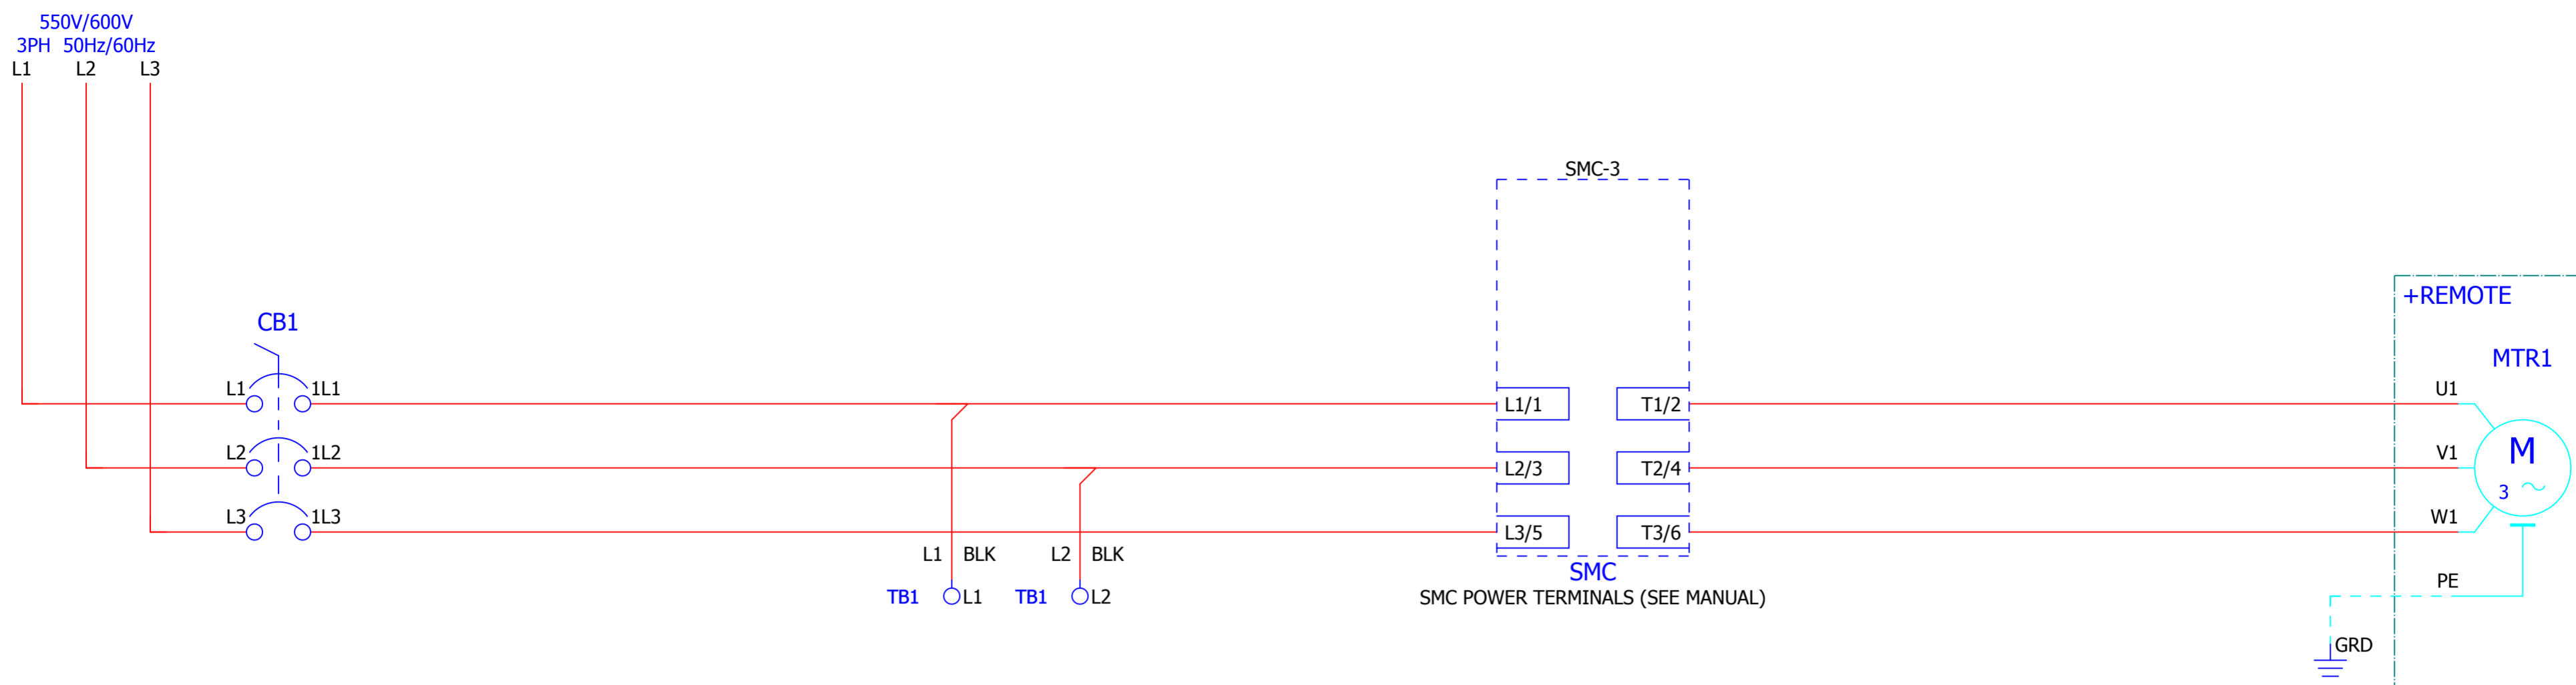 550V/600V
3PH 50Hz/60Hz
L1 L2 L3
SMC-3
+REMOTE
CB1
MTR1
L1 1L1
L1/1 T1/2
U1
L2 1L2
L2/3 T2/4
V1
M
3
L3 1L3
L3/5 T3/6
W1
L1 BLK L2 BLK
SMC
PE
TB1 L1 TB1 L2
SMC POWER TERMINALS (SEE MANUAL)
GRD